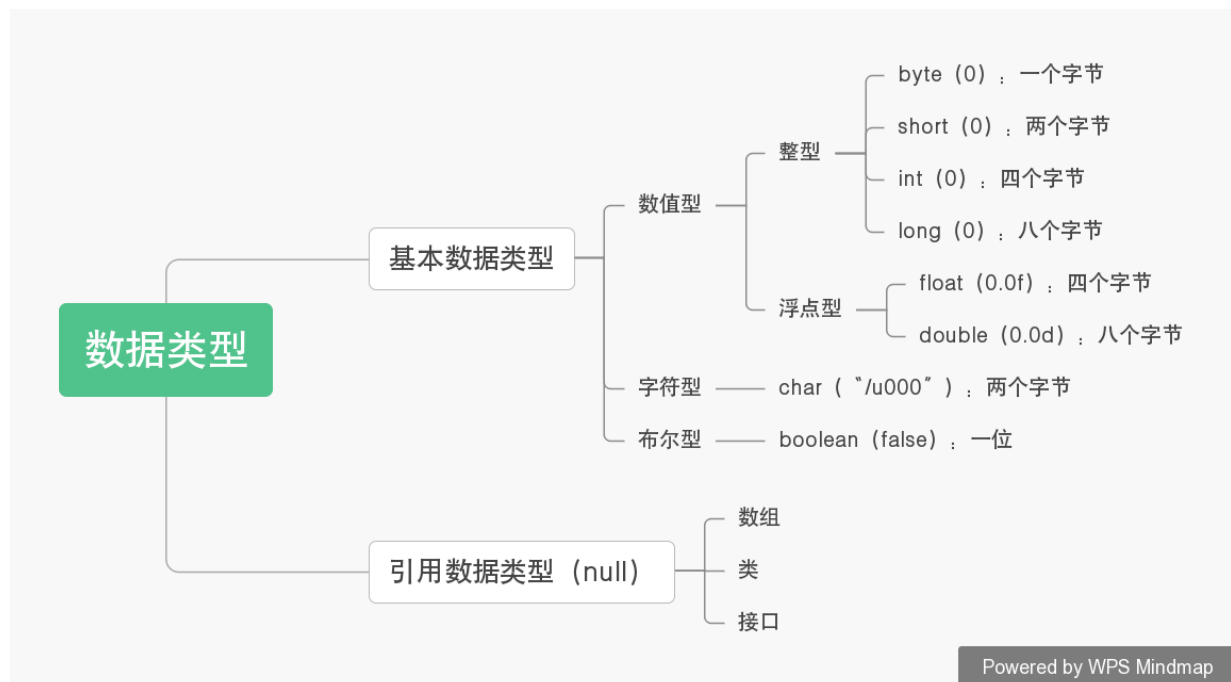 数据类型
基本数据类型
数值型
整型
byte（0）：一个字节
short（0）：两个字节
int（0）：四个字节
long（0）：八个字节
浮点型
float（0.0f）：四个字节
double（0.0d）：八个字节
字符型
char（〝/u000〞）：两个字节
布尔型
boolean（false）：一位
引用数据类型（null）
数组
类
接口
Powered by WPS Mindmap